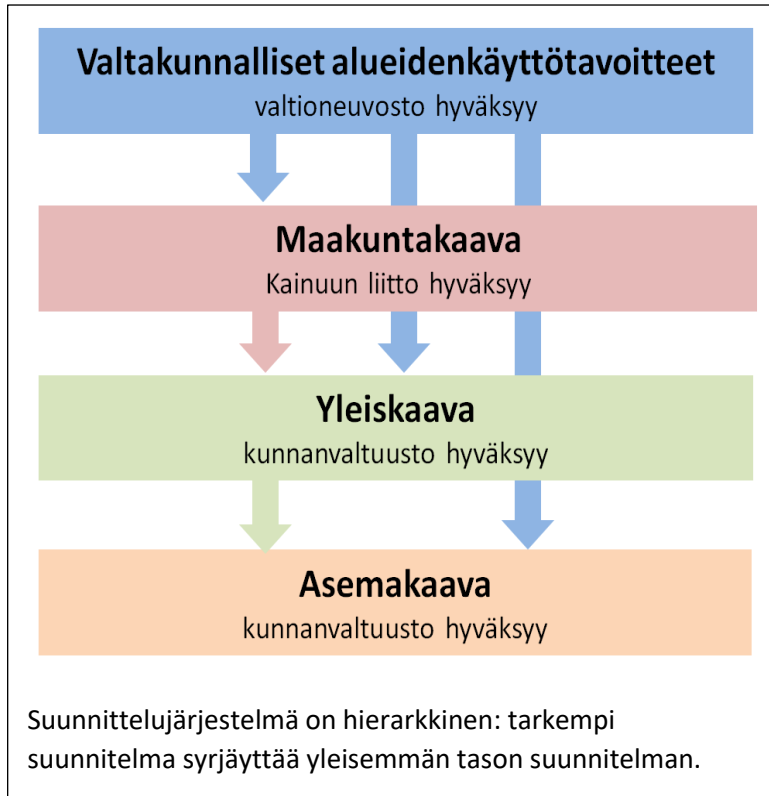 Valtakunnalliset alueidenkäyttötavoitteet
valtioneuvosto hyväksyy
Maakuntakaava
Kainuun liitto hyväksyy
Yleiskaava
kunnanvaltuusto hyväksyy
Asemakaava
kunnanvaltuusto hyväksyy
Suunnittelujärjestelmä on hierarkkinen: tarkempi
suunnitelma syrjäyttää yleisemmän tason suunnitelman.